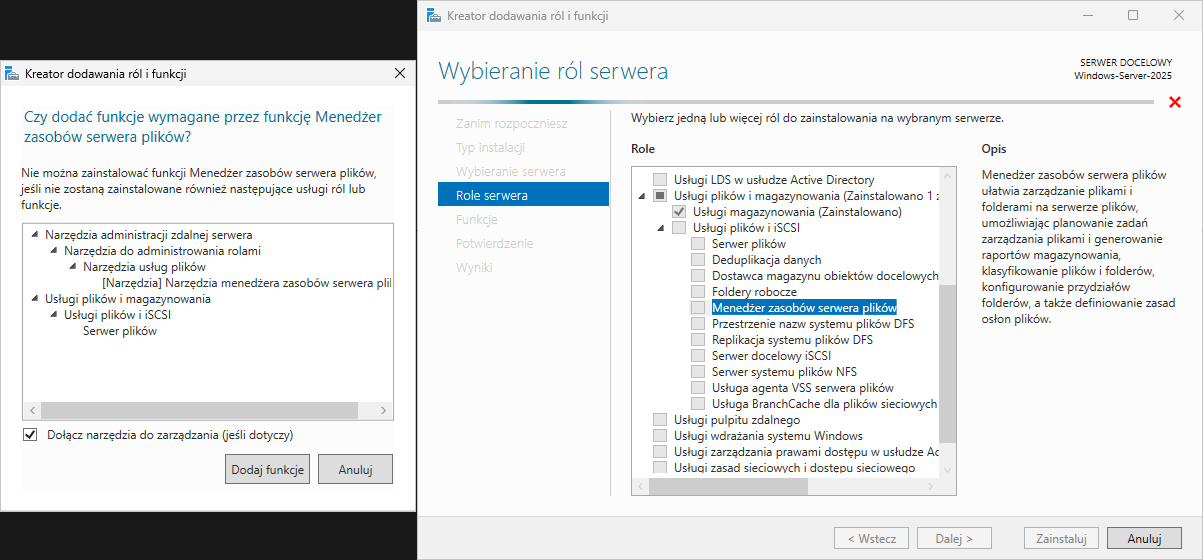 Kreator dodawania ról i funkcji
Czy dodać funkcje wymagane przez funkcję Menedżer
zasobów serwera plików?
Nie można zainstalować funkcji Menedżer zasobów serwera plików,
jeśli nie zostaną zainstalowane również następujące usługi ról lub
funkcje.
Narzędzia administracji zdalnej serwera
Narzędzia do administrowania rolami
Narzędzia usług plików
[Narzędzia] Narzędzia menedżera zasobów serwera pli
Usługi plików i magazynowania
Usługi plików i iSCSI
Serwer plików
Dołącz narzędzia do zarządzania (jeśli dotyczy)
Dodaj funkcje
Anuluj
Kreator dodawania ról i funkcji
Wybieranie ról serwera
SERWER DOCELOWY
Windows-Server-2025
Zanim rozpoczniesz
Typ instalacji
Wybieranie serwera
Role serwera
Funkcje
Potwierdzenie
Wyniki
Wybierz jedną lub więcej ról do zainstalowania na wybranym serwerze.
Role
Usługi LDS w usłudze Active Directory
Usługi plików i magazynowania (Zainstalowano 1 z
Usługi magazynowania (Zainstalowano)
Usługi plików i iSCSI
Serwer plików
Deduplikacja danych
Dostawca magazynu obiektów docelowych
Foldery robocze
Menedżer zasobów serwera plików
Przestrzenie nazw systemu plików DFS
Replikacja systemu plików DFS
Serwer docelowy iSCSI
Serwer systemu plików NFS
Usługa agenta VSS serwera plików
Usługa BranchCache dla plików sieciowych
Usługi pulpitu zdalnego
Usługi wdrażania systemu Windows
Usługi zarządzania prawami dostępu w usłudze Ac
Usługi zasad sieciowych i dostępu sieciowego
Opis
Menedżer zasobów serwera plików
ułatwia zarządzanie plikami i
folderami na serwerze plików,
umożliwiając planowanie zadań
zarządzania plikami i generowanie
raportów magazynowania,
klasyfikowanie plików i folderów,
konfigurowanie przydziałów
folderów, a także definiowanie zasad
osłon plików.
< Wstecz
Dalej >
Zainstaluj
Anuluj